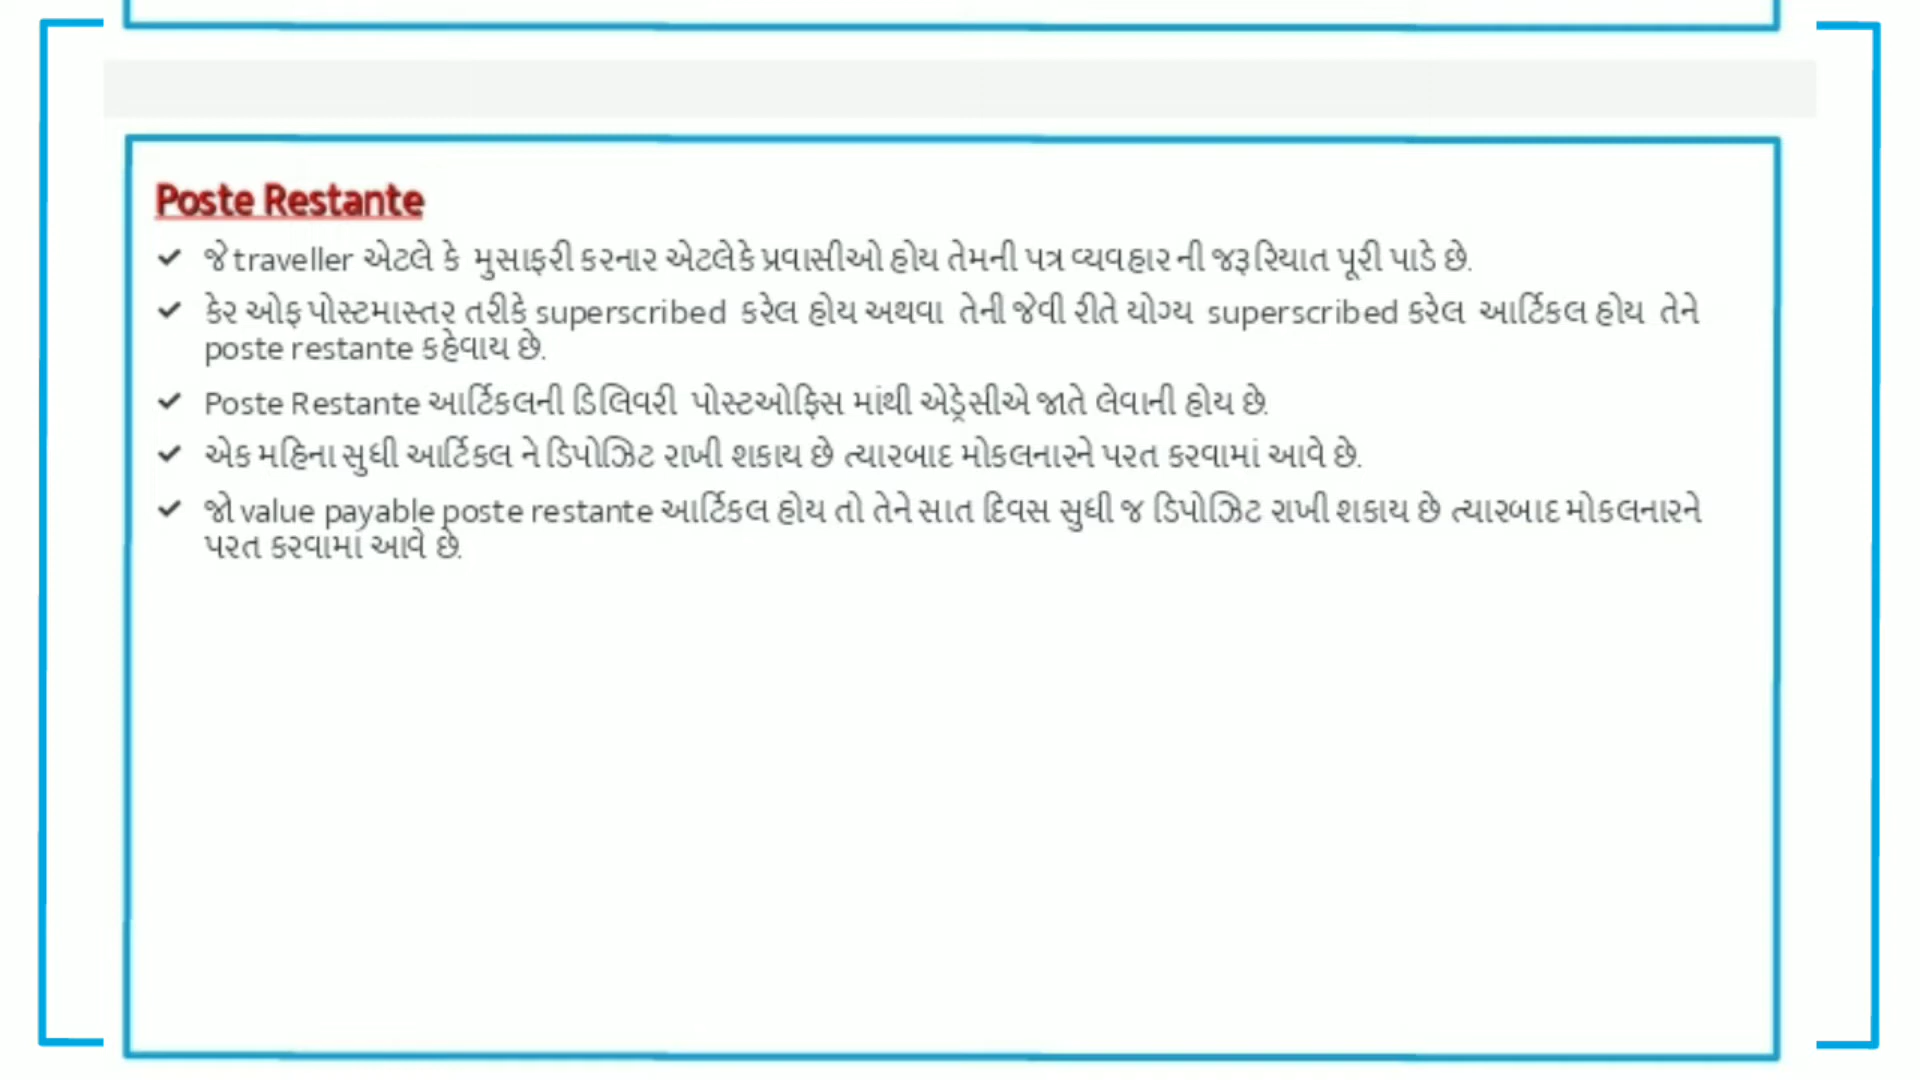 Poste Restante
✓ જે traveller એટલે કે મુસાફરી કરનાર એટલેકે પ્રવાસીઓ હોય તેમની પત્ર વ્યવહાર ની જરૂરિયાત પૂરી પાડે છે.
✓ કેર ઓફ પોસ્ટમાસ્તર તરીકે superscribed કરેલ હોય અથવા તેની જેવી રીતે યોગ્ય superscribed કરેલ આર્ટિકલ હોય તેને
poste restante કહેવાય છે.
✓ Poste Restante આર્ટિકલની ડિલિવરી પોસ્ટઓફિસ માંથી એડ્રેસીએ જાતે લેવાની હોય છે.
✓ એક મહિના સુધી આર્ટિકલ ને ડિપોઝિટ રાખી શકાય છે ત્યારબાદ મોકલનારને પરત કરવામાં આવે છે.
✓ જો value payable poste restante આર્ટિકલ હોય તો તેને સાત દિવસ સુધી જ ડિપોઝિટ રાખી શકાય છે ત્યારબાદ મોકલનારને
પરત કરવામાં આવે છે.